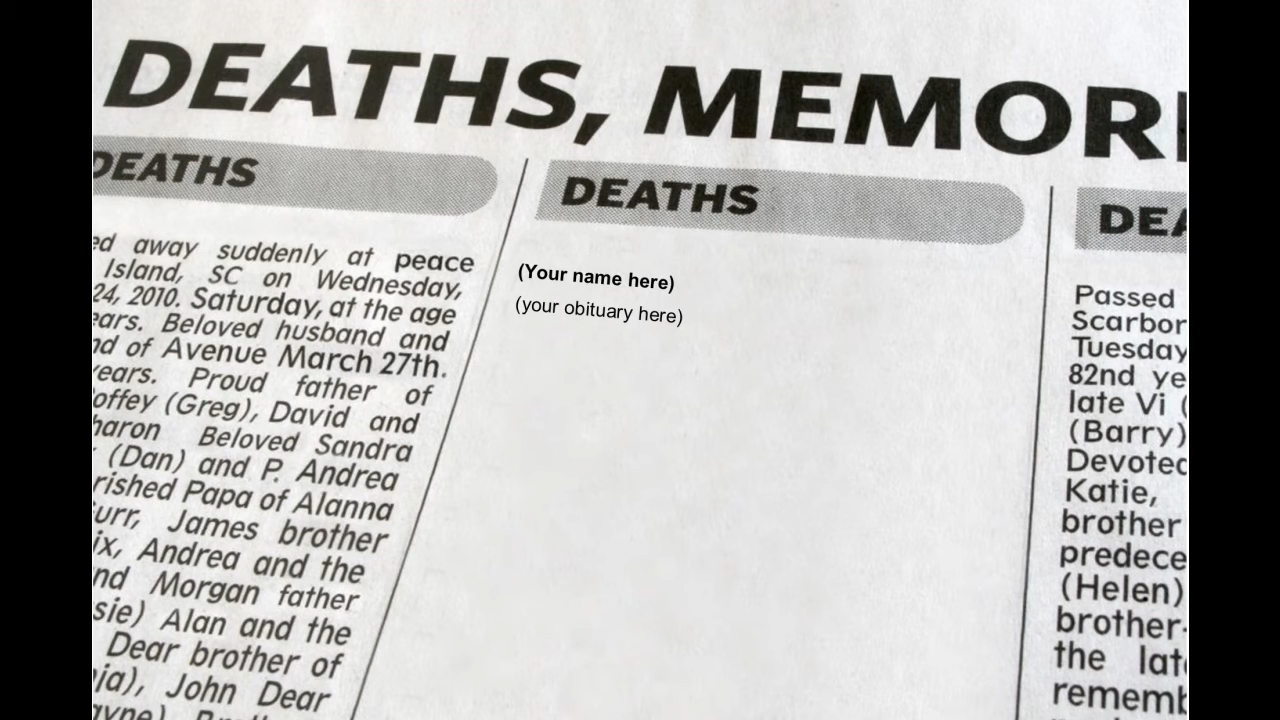 DEATHS, MEMORI
DEATHS
ed away suddenly at peace
Island, SC on Wednesday,
24, 2010. Saturday, at the age
ears. Beloved husband and
nd of Avenue March 27th.
years. Proud father of
offey (Greg), David and
haron Beloved Sandra
(Dan) and P. Andrea
rished Papa of Alanna
urr, James brother
ix, Andrea and the
nd Morgan father
sie) Alan and the
Dear brother of
ia), John Dear
DEATHS
(Your name here)
(your obituary here)
DEA
Passed
Scarbor
Tuesday
82nd ye
late Vi (
(Barry)
Devoted
Katie,
brother
predece
(Helen)
brother-
the late
rememb